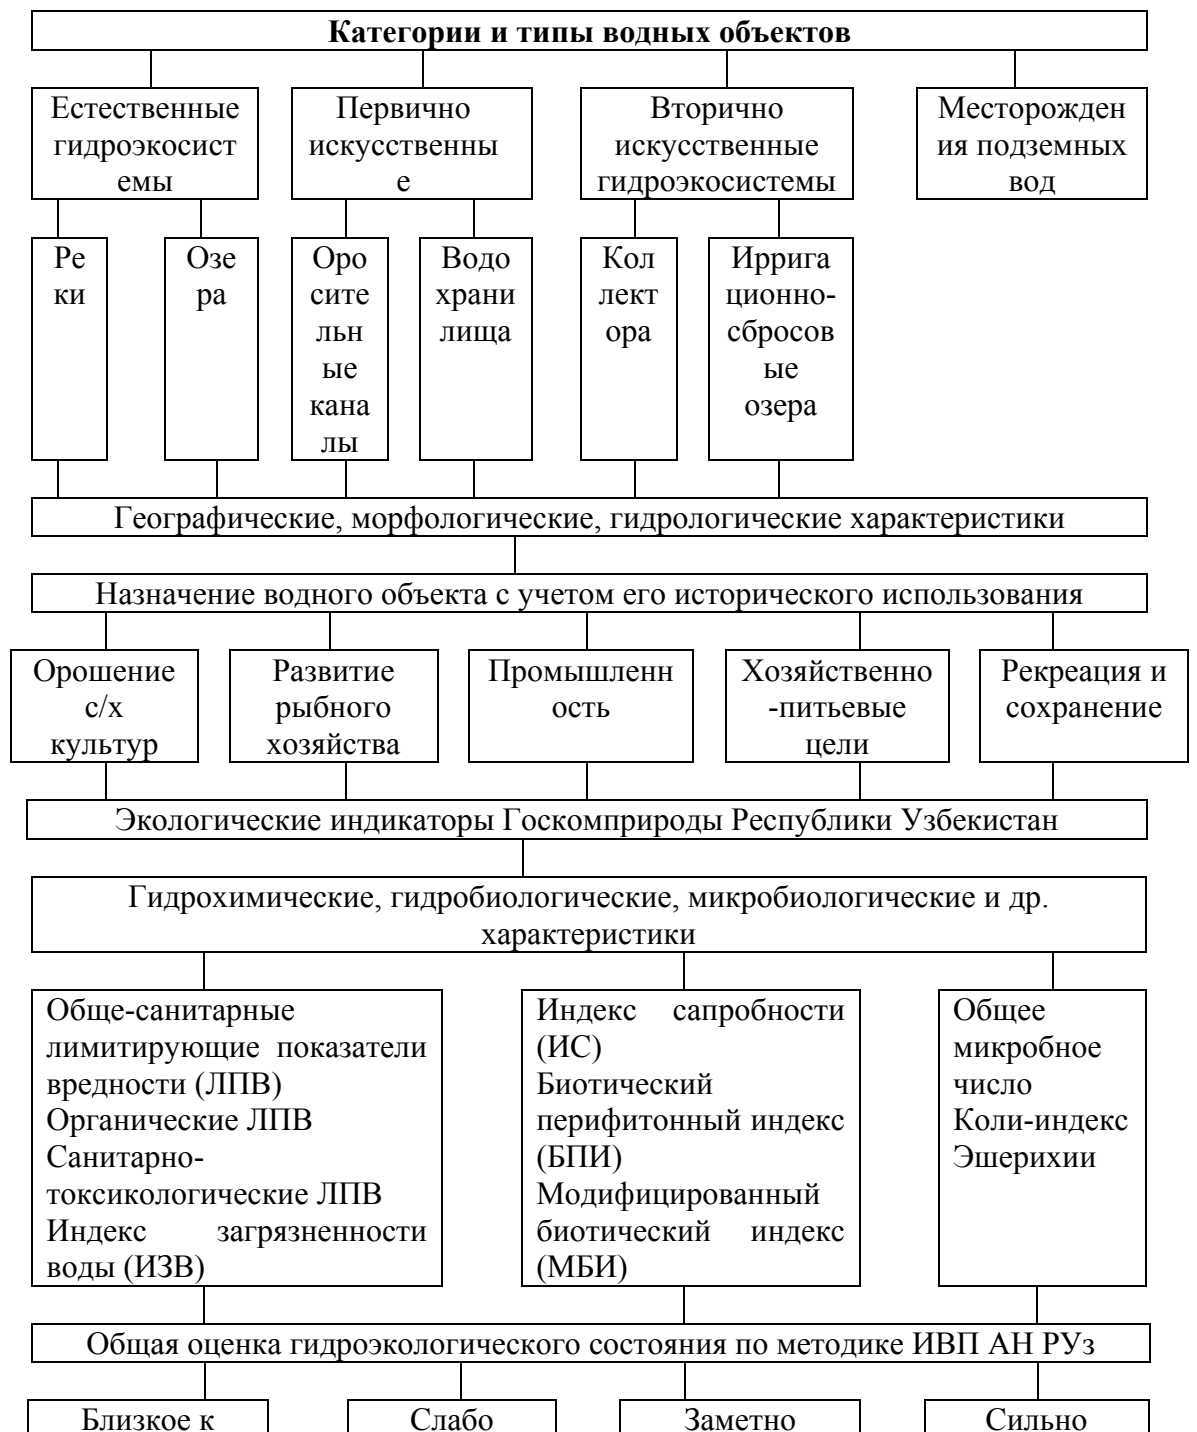 Категории и типы водных объектов
Естественные
гидроэкосист
емы
Первично
искусственны
е
Вторично
искусственные
гидроэкосистемы
Месторожден
ия подземных
вод
Ре
ки
Озе
ра
Оро
сите
льн
ые
кана
лы
Водо
храни
лища
Кол
лект
ора
Иррига
ционно-
сбросов
ые
озера
Географические, морфологические, гидрологические характеристики
Назначение водного объекта с учетом его исторического использования
Орошение
с/х
культур
Развитие
рыбного
хозяйства
Промышленн
ость
Хозяйственно
-питьевые
цели
Рекреация и
сохранение
Экологические индикаторы Госкомприроды Республики Узбекистан
Гидрохимические, гидробиологические, микробиологические и др.
характеристики
Обще-санитарные
лимитирующие показатели
вредности (ЛПВ)
Органические ЛПВ
Санитарно-
токсикологические ЛПВ
Индекс загрязненности
воды (ИЗВ)
Индекс сапробности
(ИС)
Биотический
перифитонный индекс
(БПИ)
Модифицированный
биотический индекс
(МБИ)
Общее
микробное
число
Коли-индекс
Эшерихии
Общая оценка гидроэкологического состояния по методике ИВП АН РУз
Близкое к
Слабо
Заметно
Сильно